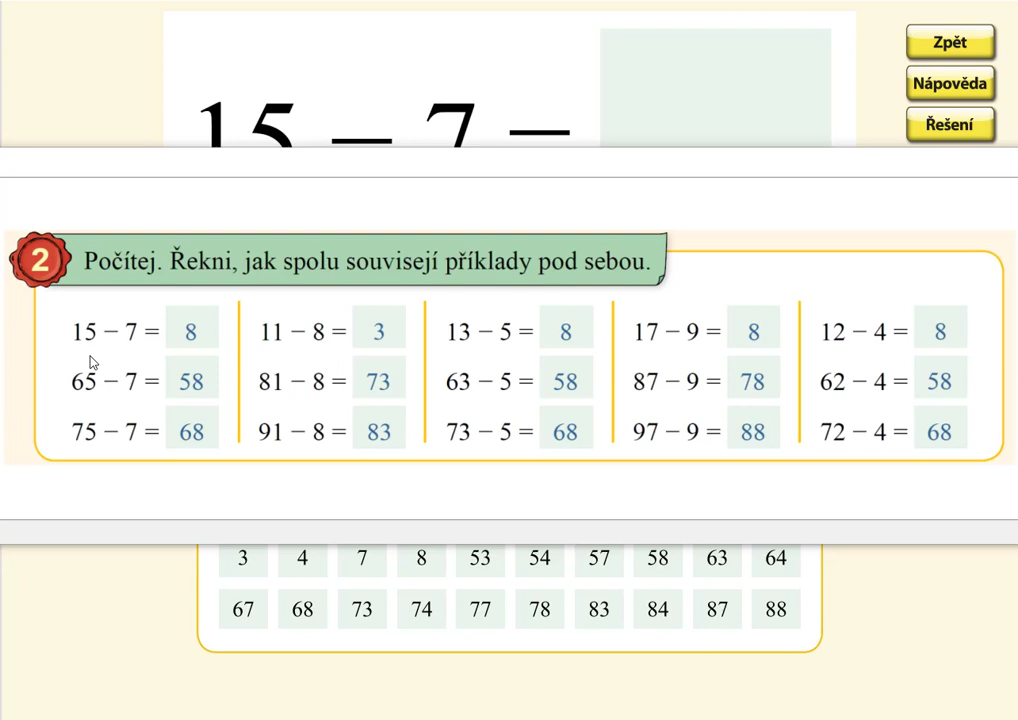 15 − 7 =
Zpět
Nápověda
Řešení
2 Počítej. Řekni, jak spolu souvisejí příklady pod sebou.
15 − 7 = 8 11 − 8 = 3 13 − 5 = 8 17 − 9 = 8 12 − 4 = 8
65 − 7 = 58 81 − 8 = 73 63 − 5 = 58 87 − 9 = 78 62 − 4 = 58
75 − 7 = 68 91 − 8 = 83 73 − 5 = 68 97 − 9 = 88 72 − 4 = 68
3 4 7 8 53 54 57 58 63 64
67 68 73 74 77 78 83 84 87 88